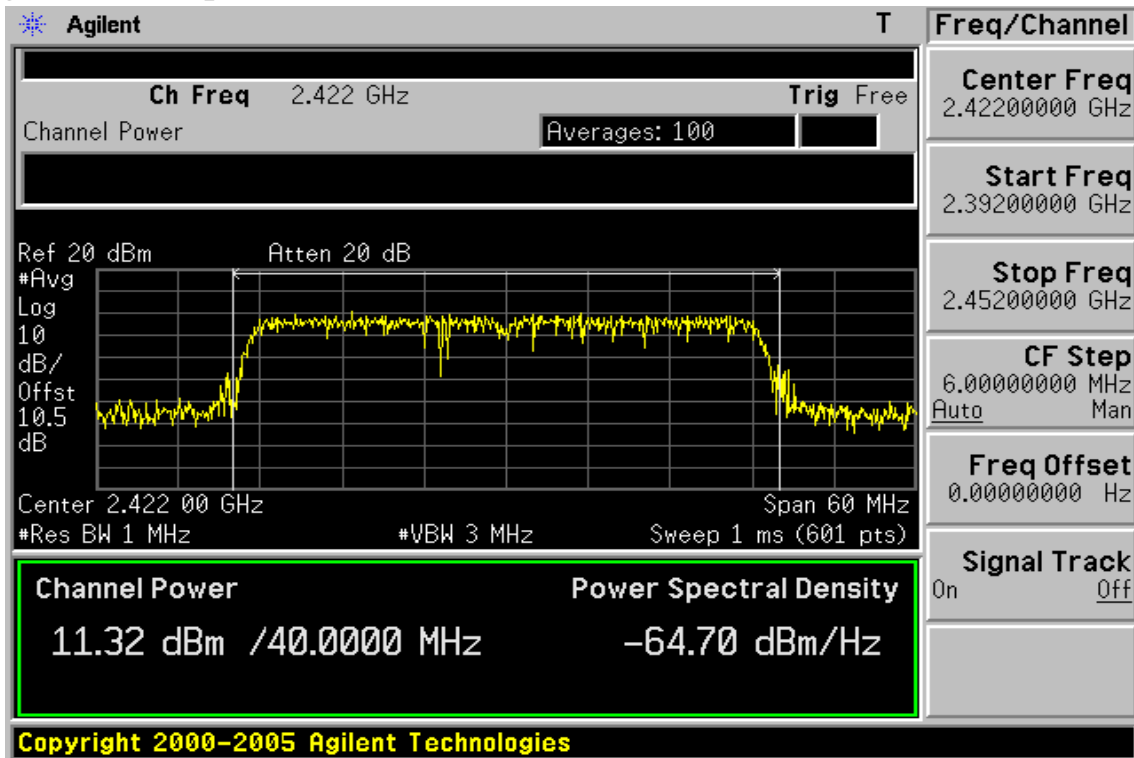 Agilent T Freq/Channel
Ch Freq 2.422 GHz Trig Free
Channel Power Averages: 100
Ref 20 dBm Atten 20 dB
#Avg
Log
10
dB/
Offst
10.5
dB
Center 2.422 00 GHz Span 60 MHz
#Res BW 1 MHz #VBW 3 MHz Sweep 1 ms (601 pts)
Channel Power Power Spectral Density
11.32 dBm /40.0000 MHz -64.70 dBm/Hz
Copyright 2000-2005 Agilent Technologies
Center Freq
2.42200000 GHz
Start Freq
2.39200000 GHz
Stop Freq
2.45200000 GHz
CF Step
6.00000000 MHz
Auto Man
Freq Offset
0.00000000 Hz
Signal Track
On Off